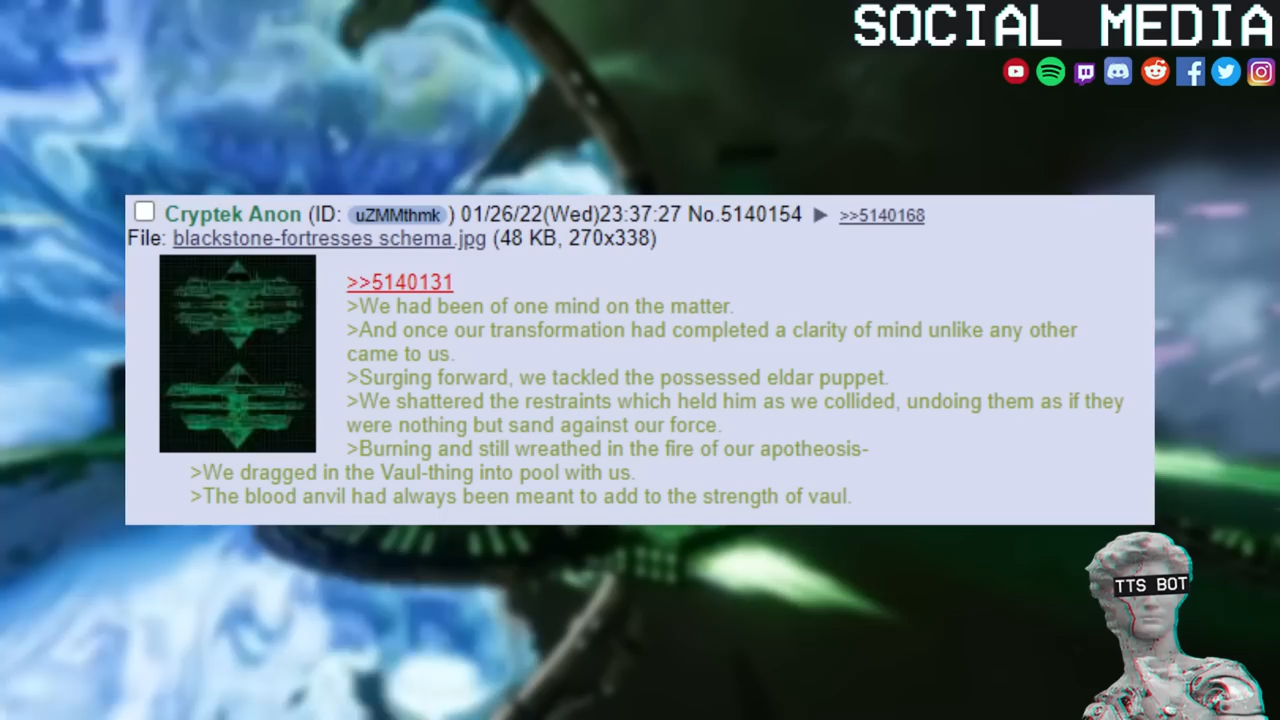 SOCIAL MEDIA
Cryptek Anon (ID: uZMMthmk ) 01/26/22(Wed)23:37:27 No.5140154 ▶ >>5140168
File: blackstone-fortresses schema.jpg (48 KB, 270x338)
>>5140131
>We had been of one mind on the matter.
>And once our transformation had completed a clarity of mind unlike any other
came to us.
>Surging forward, we tackled the possessed eldar puppet.
>We shattered the restraints which held him as we collided, undoing them as if they
were nothing but sand against our force.
>Burning and still wreathed in the fire of our apotheosis-
>We dragged in the Vaul-thing into pool with us.
>The blood anvil had always been meant to add to the strength of vaul.
TTS BOT